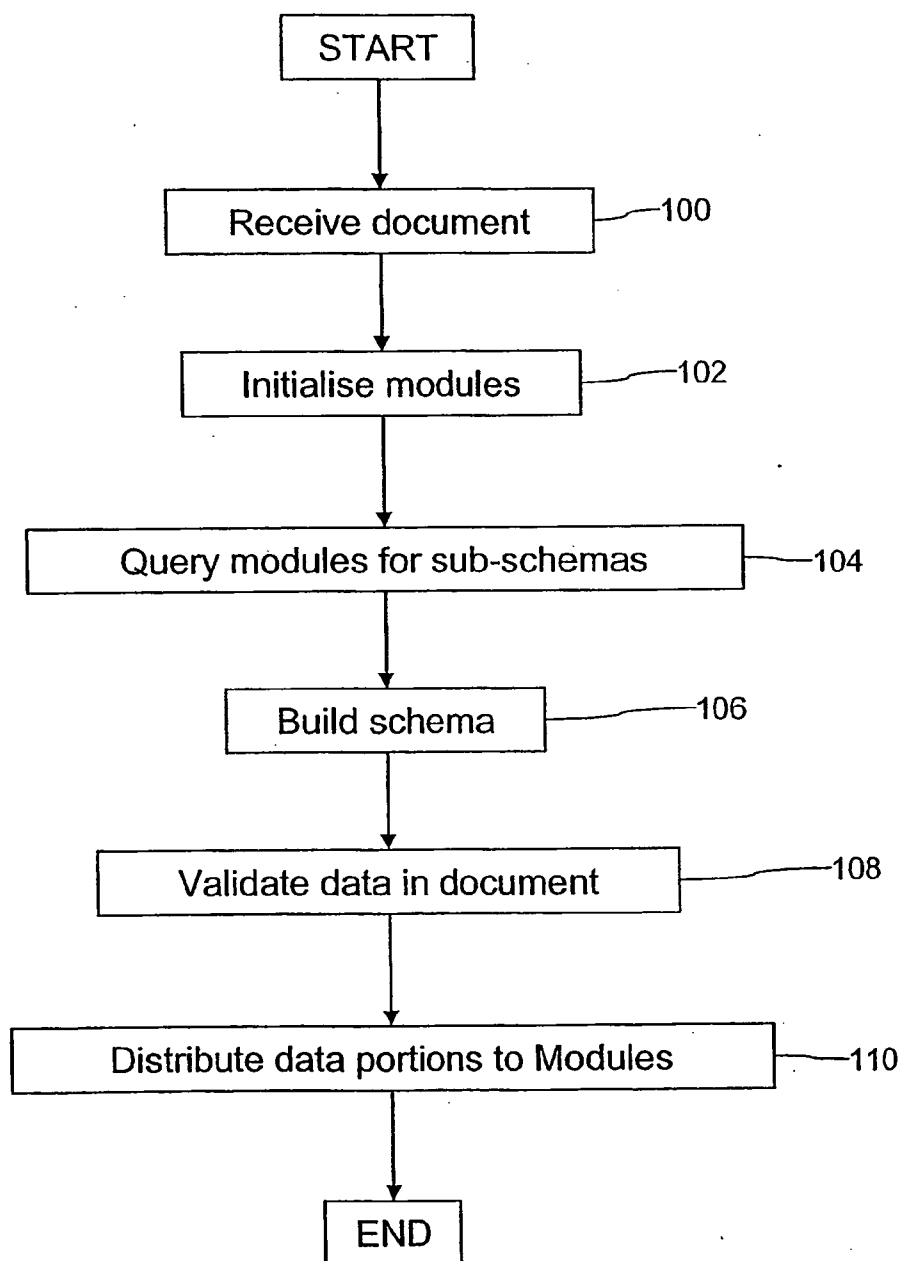 START
Receive document
100
Initialise modules
102
Query modules for sub-schemas
104
Build schema
106
Validate data in document
108
Distribute data portions to Modules
110
END